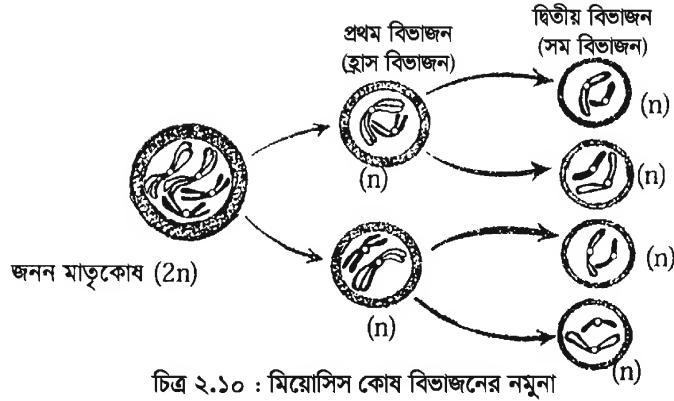 প্রথম বিভাজন
(হ্রাস বিভাজন)
দ্বিতীয় বিভাজন
(সম বিভাজন)
(n)
(n)
(n)
(n)
(n)
(n)
জনন মাতৃকোষ (2n)
চিত্র ২.১০ : মিয়োসিস কোষ বিভাজনের নমুনা